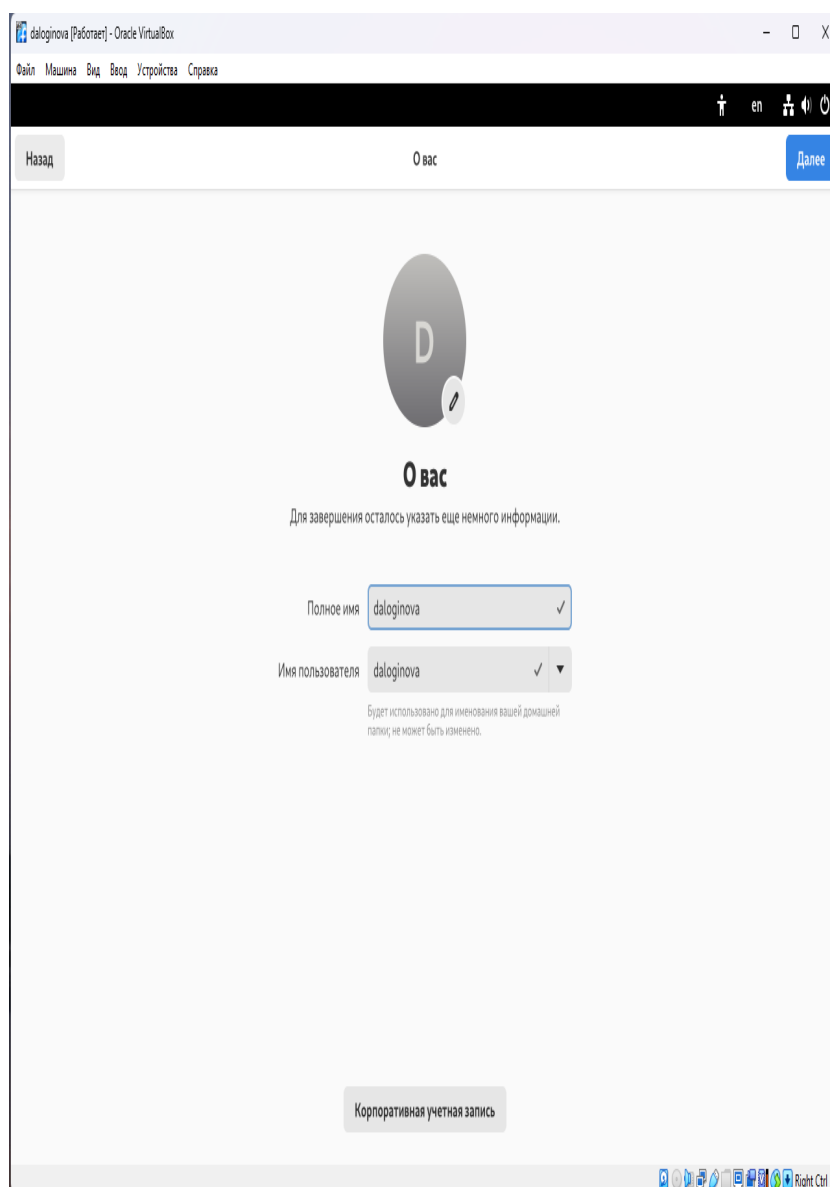 daloginova [Работает] - Oracle VirtualBox
Файл Машина Вид Ввод Устройства Справка
en
Назад О вас Далее
D
О вас
Для завершения осталось указать еще немного информации.
Полное имя daloginova
Имя пользователя daloginova
Будет использовано для именования вашей домашней
папки; не может быть изменено.
Корпоративная учетная запись
Right Ctrl